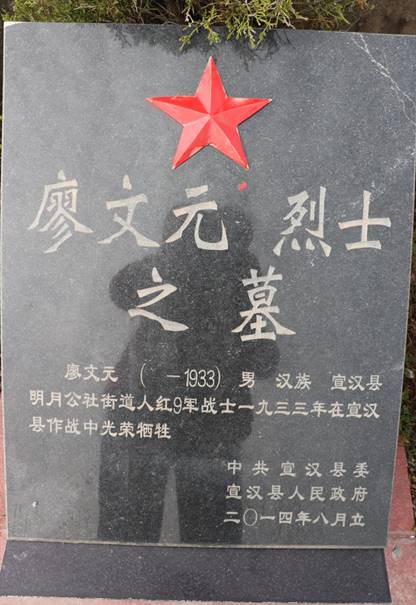 廖文元 烈士
之墓
廖文元 ( —1933) 男 汉族 宣汉县
明月公社街道人红9军战士一九三三年在宣汉
县作战中光荣牺牲
中共宣汉县委
宣汉县人民政府
二〇一四年八月立